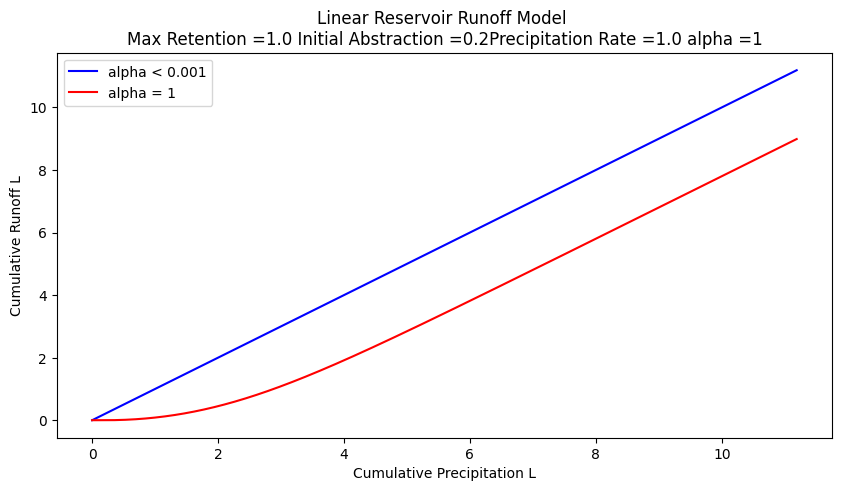 Linear Reservoir Runoff Model
Max Retention =1.0 Initial Abstraction =0.2Precipitation Rate =1.0 alpha =1
alpha < 0.001
alpha = 1
Cumulative Runoff L
10
8
6
4
2
0
0 2 4 6 8 10
Cumulative Precipitation L